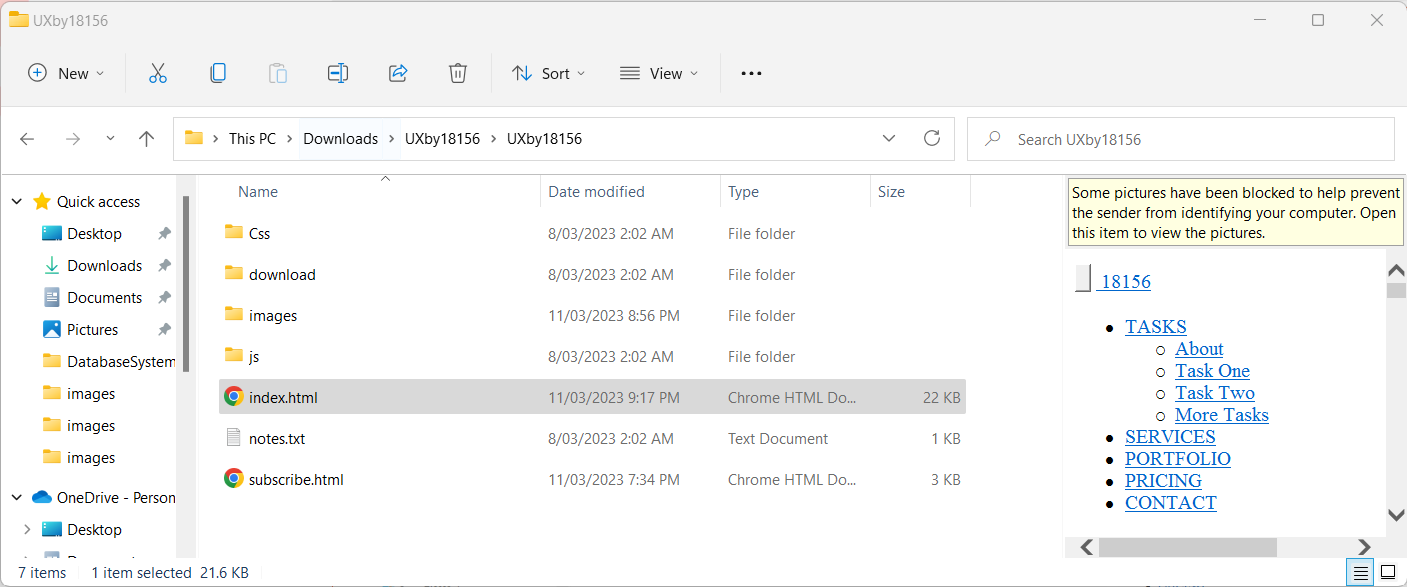 UXby18156
New
Sort
View
This PC > Downloads > UXby18156 > UXby18156
Search UXby18156
Quick access
Desktop
Downloads
Documents
Pictures
DatabaseSystem
images
images
images
OneDrive - Person
Desktop
Name Date modified Type Size
Css 8/03/2023 2:02 AM File folder
download 8/03/2023 2:02 AM File folder
images 11/03/2023 8:56 PM File folder
js 8/03/2023 2:02 AM File folder
index.html 11/03/2023 9:17 PM Chrome HTML Do... 22 KB
notes.txt 8/03/2023 2:02 AM Text Document 1 KB
subscribe.html 11/03/2023 7:34 PM Chrome HTML Do... 3 KB
Some pictures have been blocked to help prevent
the sender from identifying your computer. Open
this item to view the pictures.
18156
TASKS
About
Task One
Task Two
More Tasks
SERVICES
PORTFOLIO
PRICING
CONTACT
7 items 1 item selected 21.6 KB